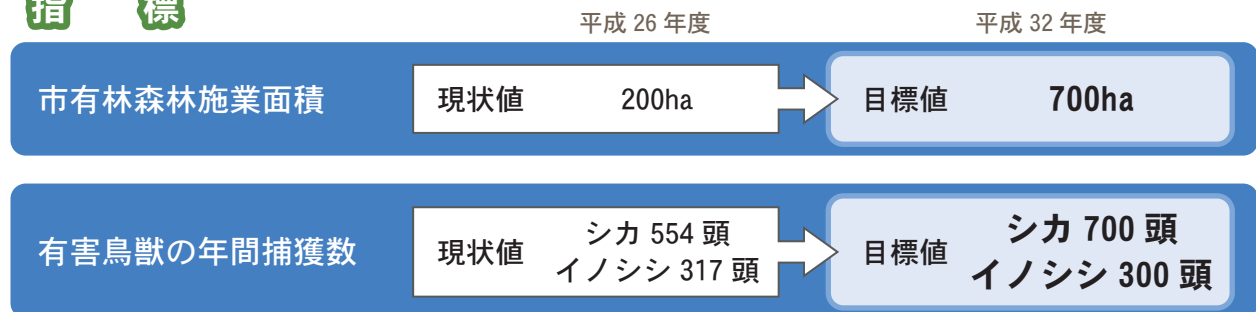 指 標
平成 26 年度 平成 32 年度
市有林森林施業面積 現状値 200ha 目標値 700ha
有害鳥獣の年間捕獲数 現状値 シカ 554 頭 イノシシ 317 頭 目標値 シカ 700 頭 イノシシ 300 頭